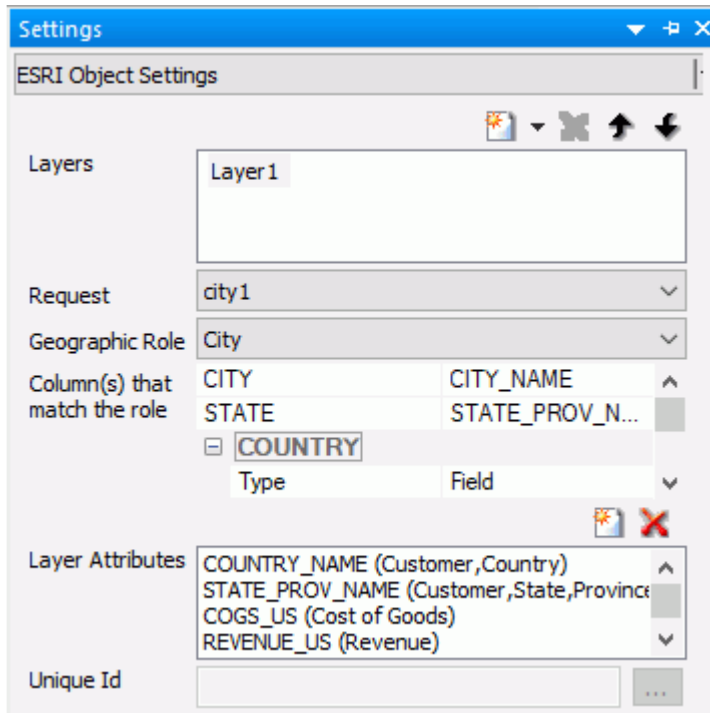 Settings
ESRI Object Settings
Layers
Layer1
Request
city1
Geographic Role
City
Column(s) that
match the role
CITY CITY_NAME
STATE STATE_PROV_N...
COUNTRY
Type Field
Layer Attributes
COUNTRY_NAME (Customer,Country)
STATE_PROV_NAME (Customer,State,Province
COGS_US (Cost of Goods)
REVENUE_US (Revenue)
Unique Id
...